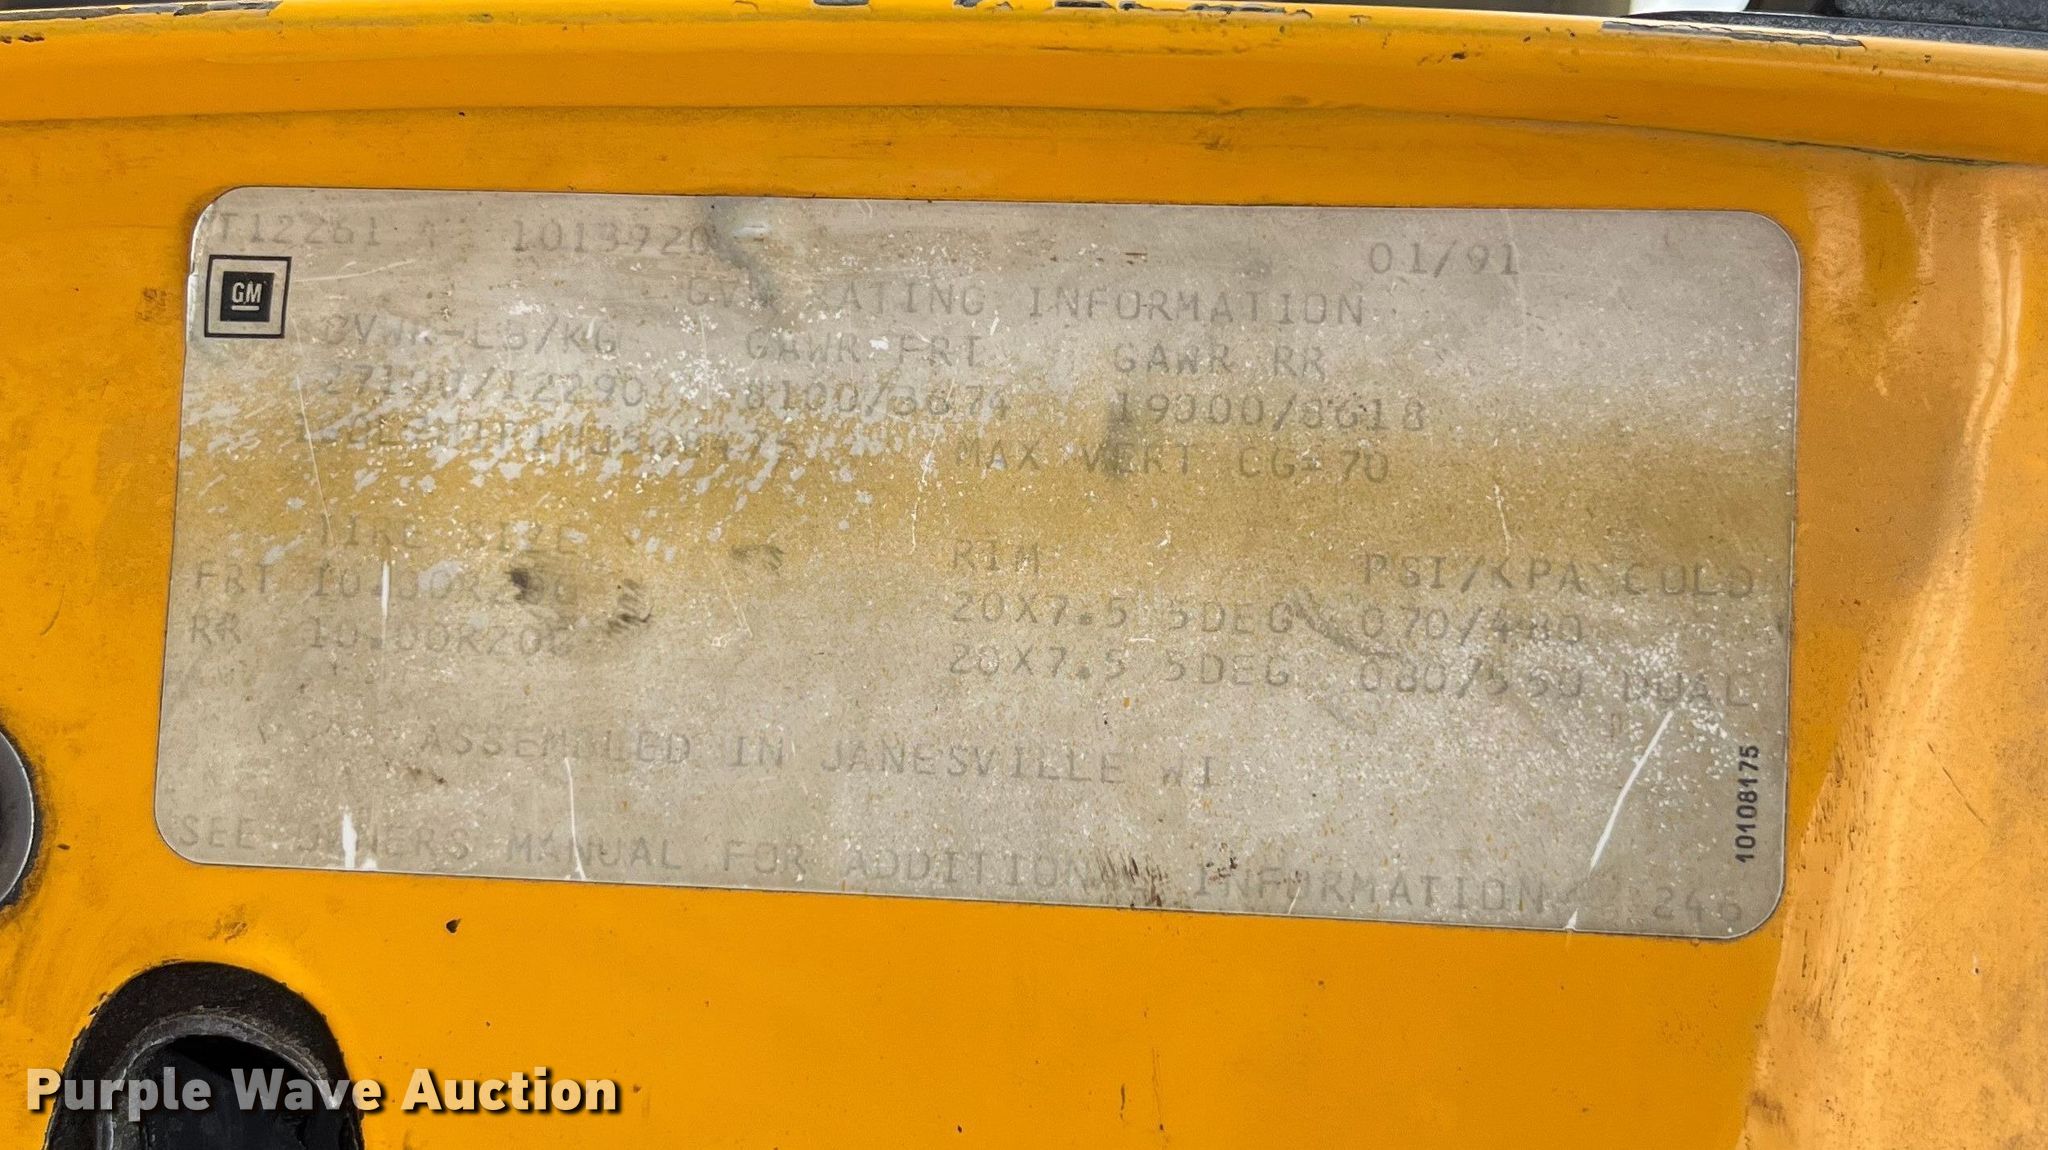 T12261 1013920 01/91
GM
GVW RATING INFORMATION
GVWR-LB/KG GAWR FRT GAWR RR
27100/12290 8100/3674 19000/8618
MAX VERT CG=70
TIRE SIZE RIM PSI/KPA COLD
FRT 10.00R20G 20X7.5 5DEG 070/480
RR 10.00R20G 20X7.5 5DEG 080/550 DUAL
ASSEMBLED IN JANESVILLE WI
SEE OWNERS MANUAL FOR ADDITIONAL INFORMATION 246
10108175
Purple Wave Auction